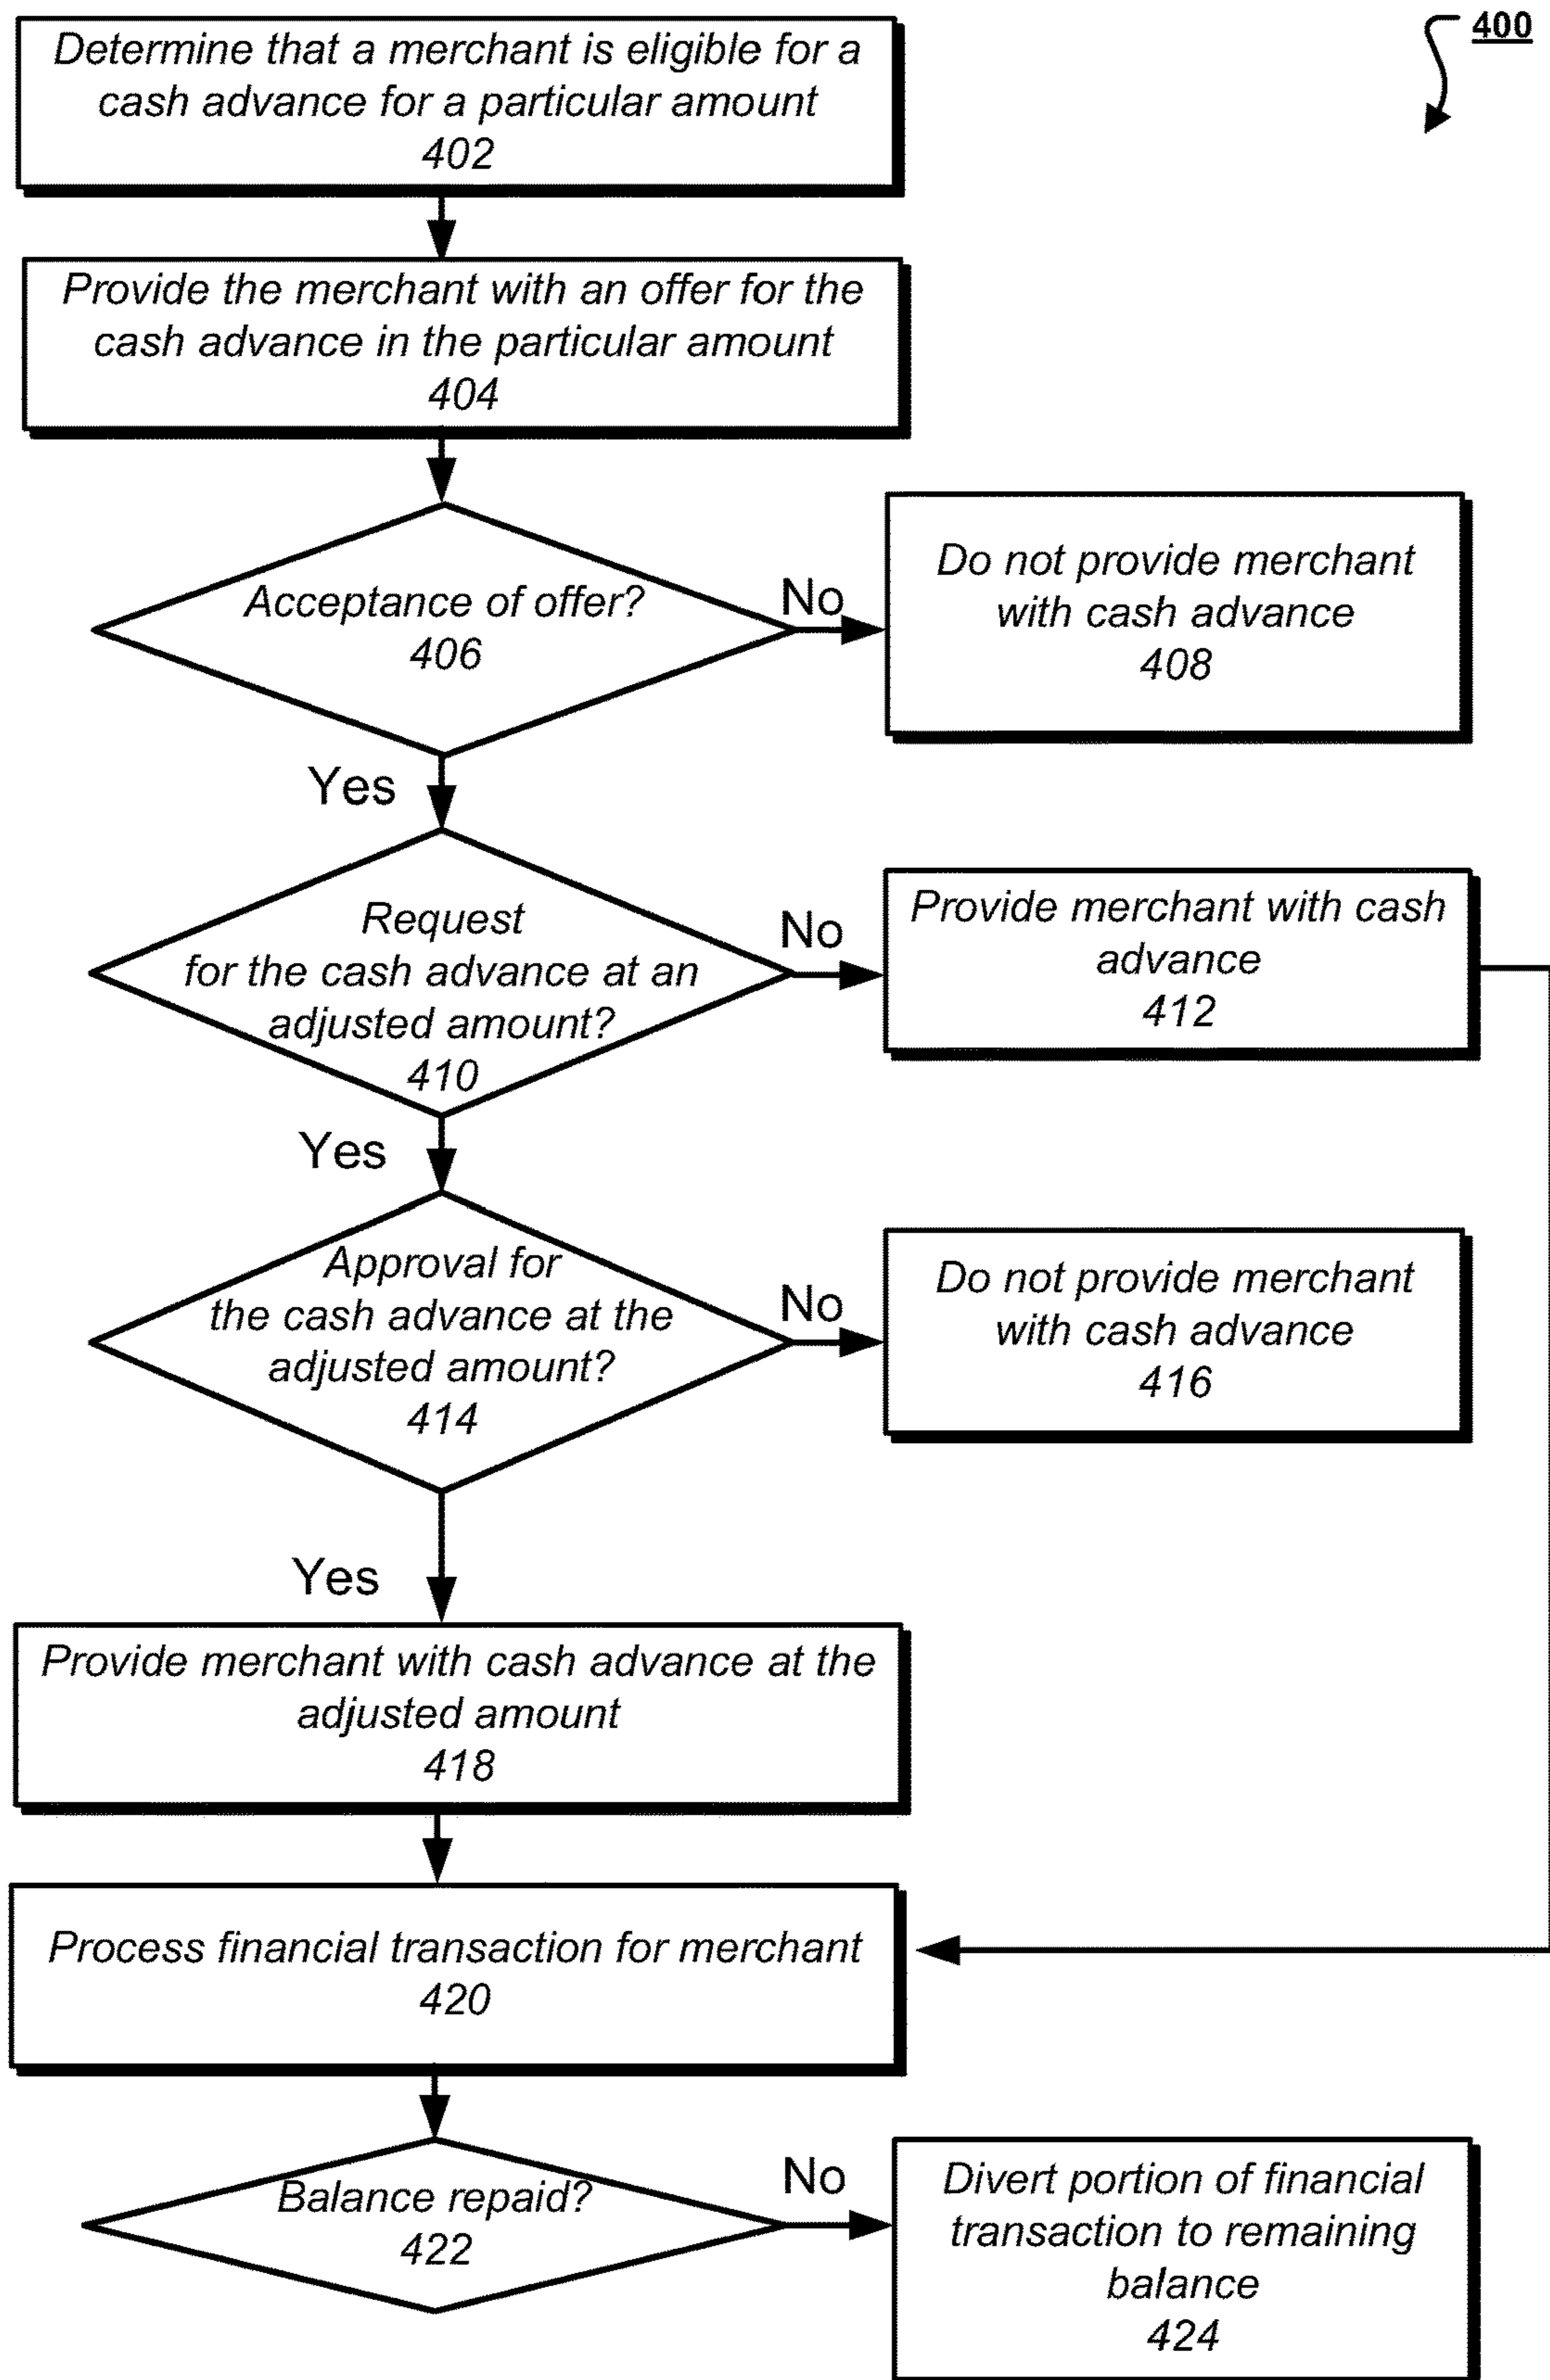 400
Determine that a merchant is eligible for a
cash advance for a particular amount
402
Provide the merchant with an offer for the
cash advance in the particular amount
404
Acceptance of offer?
406
No
Do not provide merchant
with cash advance
408
Yes
Request
for the cash advance at an
adjusted amount?
410
No
Provide merchant with cash
advance
412
Yes
Approval for
the cash advance at the
adjusted amount?
414
No
Do not provide merchant
with cash advance
416
Yes
Provide merchant with cash advance at the
adjusted amount
418
Process financial transaction for merchant
420
Balance repaid?
422
No
Divert portion of financial
transaction to remaining
balance
424